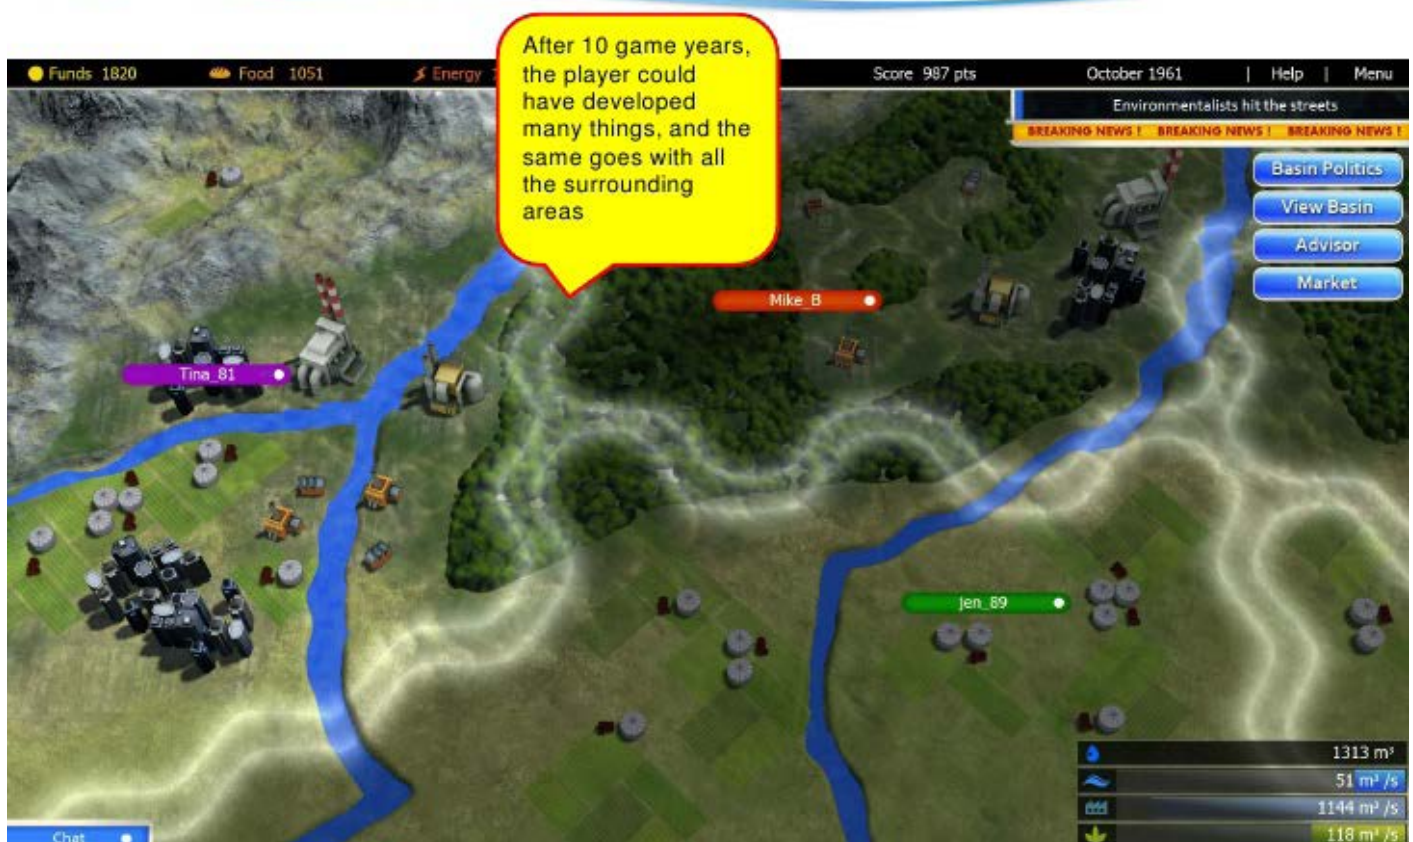 After 10 game years,
the player could
have developed
many things, and the
same goes with all
the surrounding
areas
Funds 1820
Food 1051
Energy
Score 987 pts
October 1961 | Help | Menu
Environmentalists hit the streets
BREAKING NEWS ! BREAKING NEWS ! BREAKING NEWS !
Basin Politics
View Basin
Advisor
Market
Mike_B
Tina_81
Jen_89
1313 m³
51 m³ /s
1144 m³ /s
118 m³ /s
Chat